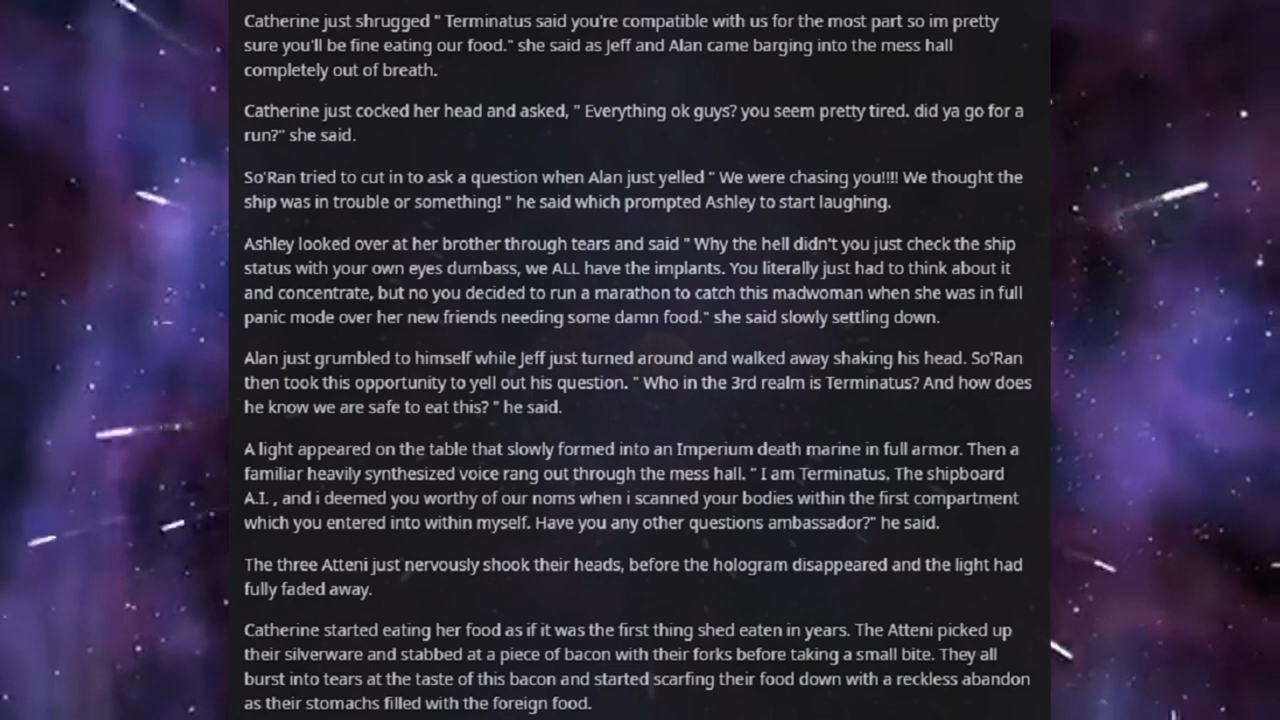 Catherine just shrugged " Terminatus said you're compatible with us for the most part so im pretty
sure you'll be fine eating our food." she said as Jeff and Alan came barging into the mess hall
completely out of breath.
Catherine just cocked her head and asked, " Everything ok guys? you seem pretty tired. did ya go for a
run?" she said.
So'Ran tried to cut in to ask a question when Alan just yelled " We were chasing you!!!! We thought the
ship was in trouble or something! " he said which prompted Ashley to start laughing.
Ashley looked over at her brother through tears and said " Why the hell didn't you just check the ship
status with your own eyes dumbass, we ALL have the implants. You literally just had to think about it
and concentrate, but no you decided to run a marathon to catch this madwoman when she was in full
panic mode over her new friends needing some damn food." she said slowly settling down.
Alan just grumbled to himself while Jeff just turned around and walked away shaking his head. So'Ran
then took this opportunity to yell out his question. " Who in the 3rd realm is Terminatus? And how does
he know we are safe to eat this? " he said.
A light appeared on the table that slowly formed into an Imperium death marine in full armor. Then a
familiar heavily synthesized voice rang out through the mess hall. " I am Terminatus. The shipboard
A.I. , and i deemed you worthy of our noms when i scanned your bodies within the first compartment
which you entered into within myself. Have you any other questions ambassador?" he said.
The three Atteni just nervously shook their heads, before the hologram disappeared and the light had
fully faded away.
Catherine started eating her food as if it was the first thing shed eaten in years. The Atteni picked up
their silverware and stabbed at a piece of bacon with their forks before taking a small bite. They all
burst into tears at the taste of this bacon and started scarfing their food down with a reckless abandon
as their stomachs filled with the foreign food.